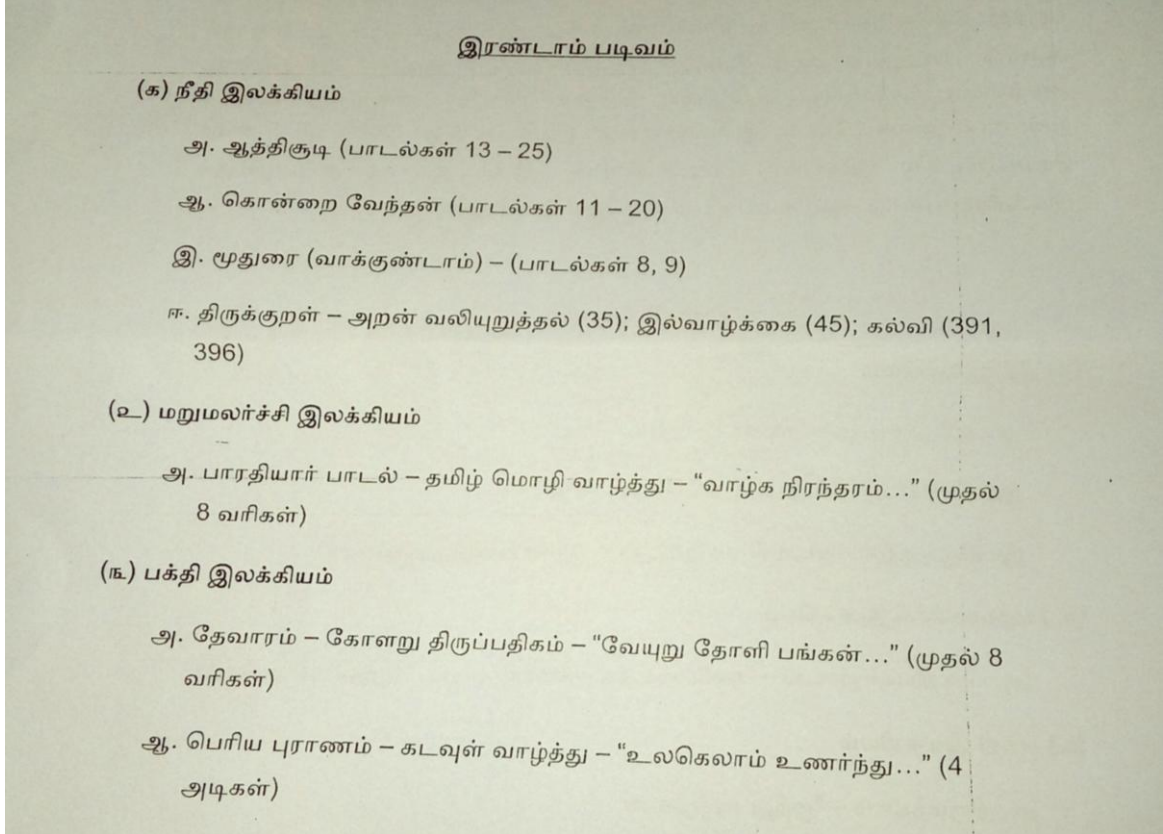 இரண்டாம் படிவம்
(க) நீதி இலக்கியம்
அ. ஆத்திசூடி (பாடல்கள் 13 – 25)
ஆ. கொன்றை வேந்தன் (பாடல்கள் 11 – 20)
இ. மூதுரை (வாக்குண்டாம்) – (பாடல்கள் 8, 9)
ஈ. திருக்குறள் – அறன் வலியுறுத்தல் (35); இல்வாழ்க்கை (45); கல்வி (391,
396)
(உ) மறுமலர்ச்சி இலக்கியம்
அ. பாரதியார் பாடல் – தமிழ் மொழி வாழ்த்து – “வாழ்க நிரந்தரம்...” (முதல்
8 வரிகள்)
(ங) பக்தி இலக்கியம்
அ. தேவாரம் – கோளறு திருப்பதிகம் – “வேயுறு தோளி பங்கன்...” (முதல் 8
வரிகள்)
ஆ. பெரிய புராணம் – கடவுள் வாழ்த்து – “உலகெலாம் உணர்ந்து...” (4
அடிகள்)